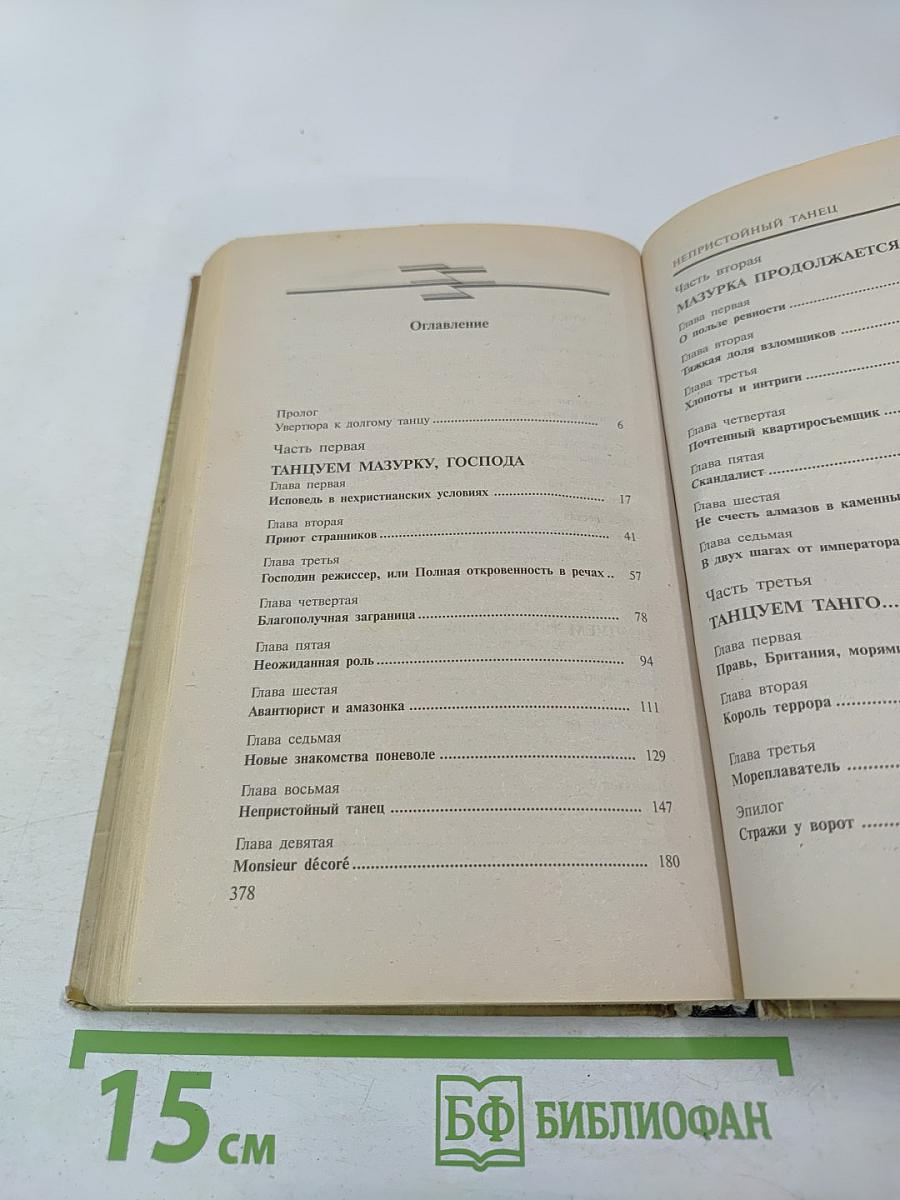 Оглавление
Пролог
Увертюра к долгому танцу ........ 6
Часть первая
ТАНЦУЕМ МАЗУРКУ, ГОСПОДА
Глава первая
Исповедь в нехристианских условиях ........ 17
Глава вторая
Приют странников ........ 41
Глава третья
Господин режиссер, или Полная откровенность в речах .. 57
Глава четвертая
Благополучная заграница ........ 78
Глава пятая
Неожиданная роль ........ 94
Глава шестая
Авантюрист и амазонка ........ 111
Глава седьмая
Новые знакомства поневоле ........ 129
Глава восьмая
Непристойный танец ........ 147
Глава девятая
Monsieur décoré ........ 180
378
НЕПРИСТОЙНЫЙ ТАНЕЦ
Часть вторая
МАЗУРКА ПРОДОЛЖАЕТСЯ
Глава первая
О пользе ревности ........
Глава вторая
Тяжкая доля взломщиков ........
Глава третья
Хлопоты и интриги ........
Глава четвертая
Почтенный квартиросъемщик ........
Глава пятая
Скандалист ........
Глава шестая
Не счесть алмазов в каменны
Глава седьмая
В двух шагах от императора
Часть третья
ТАНЦУЕМ ТАНГО...
Глава первая
Правь, Британия, морями
Глава вторая
Король террора ........
Глава третья
Мореплаватель ........
Эпилог
Стражи у ворот ........
15 см
БФ БИБЛИОФАН